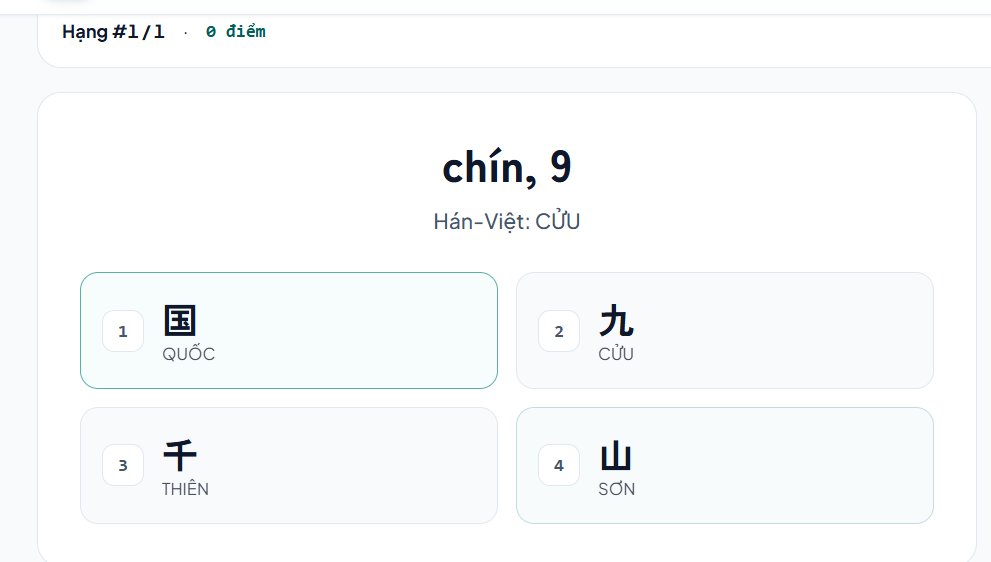 Hạng #1/1 · 0 điểm
chín, 9
Hán-Việt: CỬU
1 国
QUỐC
2 九
CỬU
3 千
THIÊN
4 山
SƠN